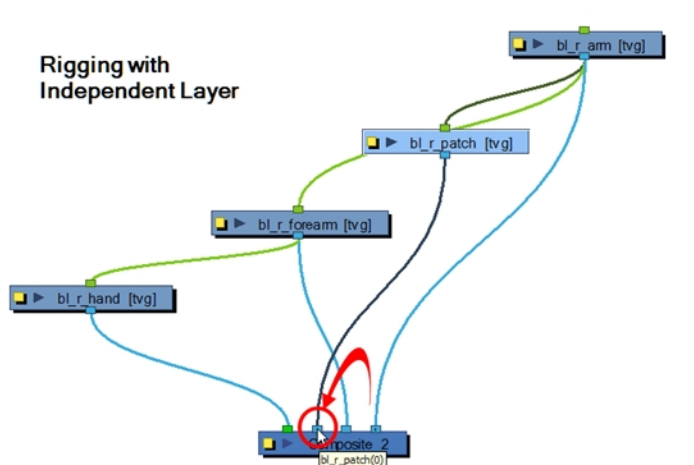 Rigging with
Independent Layer
bl_r_arm [tvg]
bl_r_patch [tvg]
bl_r_forearm [tvg]
bl_r_hand [tvg]
Composite_2
bl_r_patch(0)